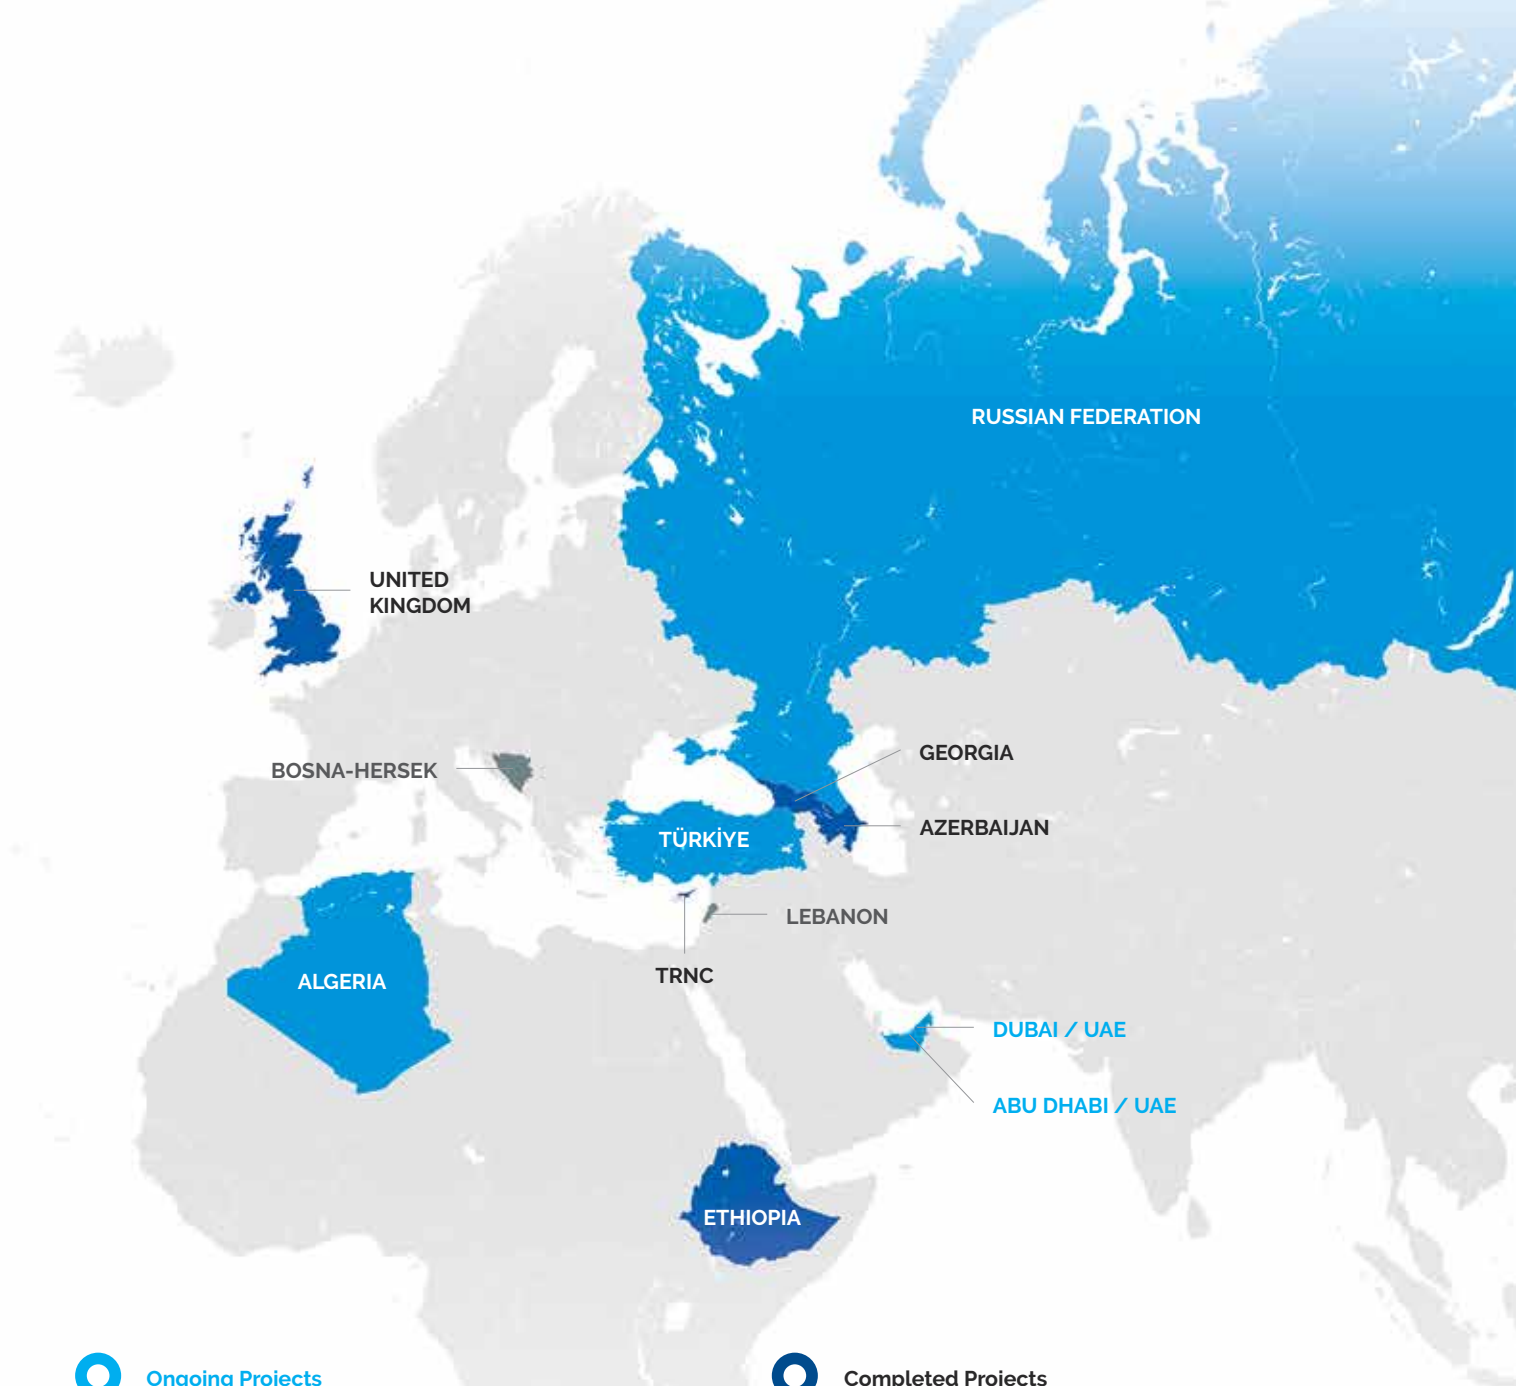 RUSSIAN FEDERATION
UNITED
KINGDOM
GEORGIA
BOSNA-HERSEK
AZERBAIJAN
TÜRKİYE
LEBANON
TRNC
ALGERIA
DUBAI / UAE
ABU DHABI / UAE
ETHIOPIA
Ongoing Projects
Completed Projects